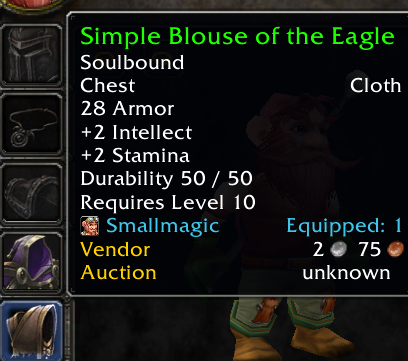 Simple Blouse of the Eagle
Soulbound
Chest Cloth
28 Armor
+2 Intellect
+2 Stamina
Durability 50 / 50
Requires Level 10
Smallmagic Equipped: 1
Vendor 2 75
Auction unknown